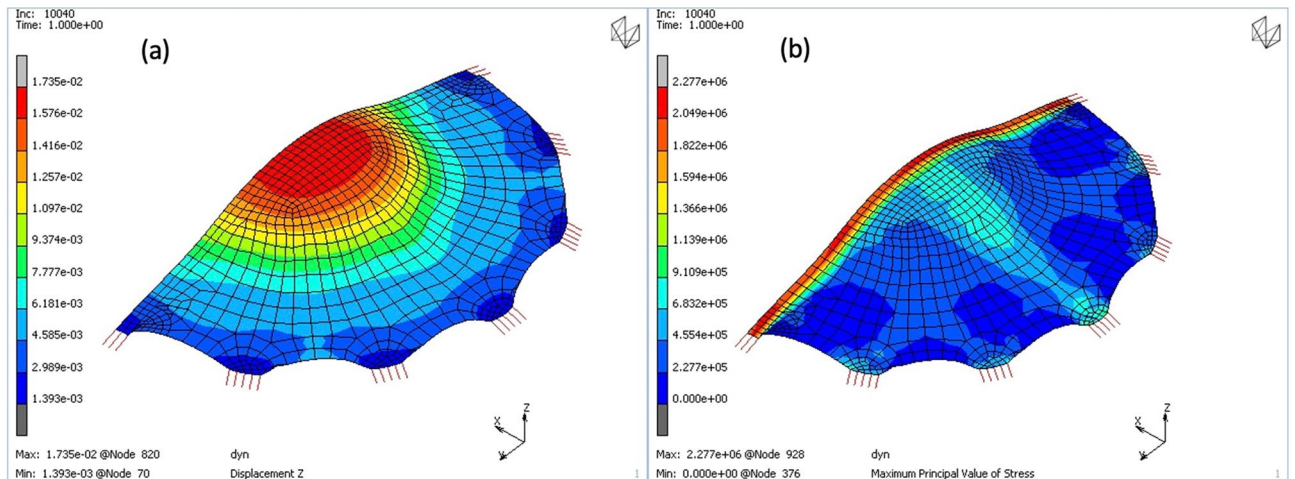 Inc: 10040
Time: 1.000e+00
(a)
1.735e-02
1.576e-02
1.416e-02
1.257e-02
1.097e-02
9.374e-03
7.777e-03
6.181e-03
4.585e-03
2.989e-03
1.393e-03
X
Z
Y
Max: 1.735e-02 @Node 820
dyn
Min: 1.393e-03 @Node 70
Displacement Z
1
Inc: 10040
Time: 1.000e+00
(b)
2.277e+06
2.049e+06
1.822e+06
1.594e+06
1.366e+06
1.139e+06
9.109e+05
6.832e+05
4.554e+05
2.277e+05
0.000e+00
X
Z
Y
Max: 2.277e+06 @Node 928
dyn
Min: 0.000e+00 @Node 376
Maximum Principal Value of Stress
1